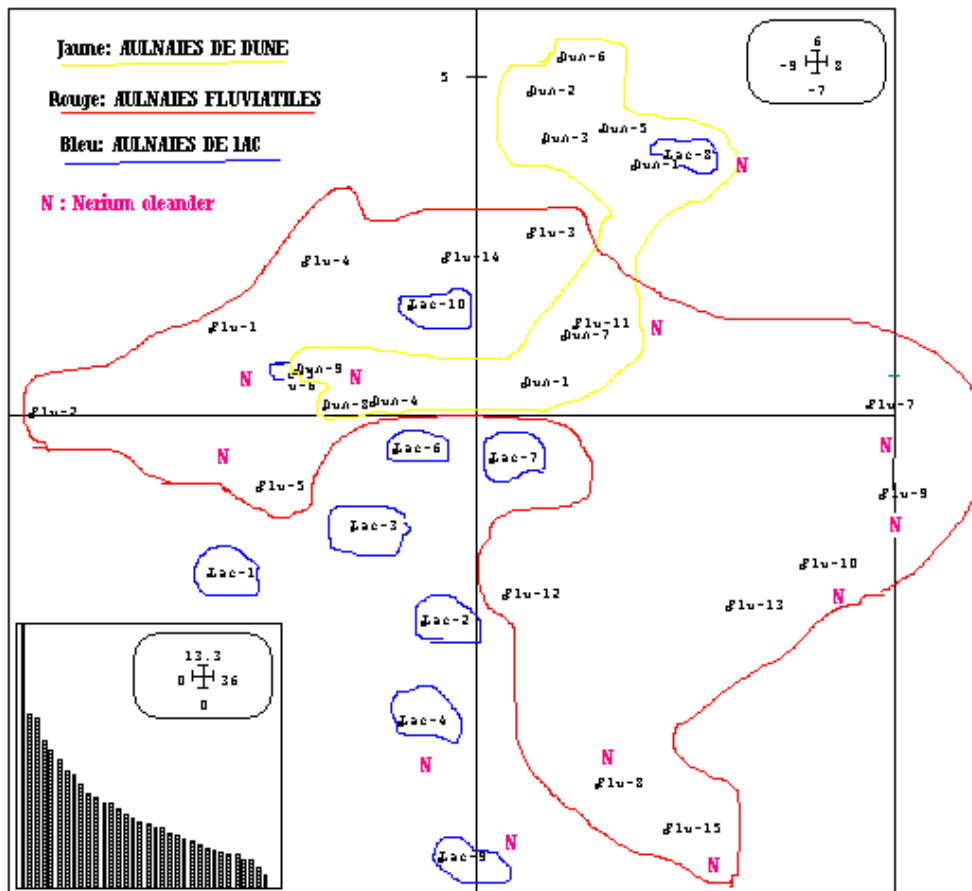 Jaune: AULNAIES DE DUNE
Rouge: AULNAIES FLUVIATILES
Bleu: AULNAIES DE LAC
N : Nerium oleander
6
-9 8
-7
5
Dun-6
Dun-2
Dun-5
Dun-3
Lac-8
Dun-1
N
Flu-3
Flu-4
Flu-14
Lac-10
Flu-1
Flu-11
N
Dun-7
Dun-9
N
N
u-6
Dun-1
Flu-2
Dun-8
Dun-4
Flu-7
Lac-6
Lac-7
N
N
Flu-5
Flu-9
Lac-3
N
Lac-1
Flu-10
Flu-12
N
Flu-13
Lac-2
13.3
0 36
0
Lac-4
N
N
Flu-8
Flu-15
N
Lac-9
N